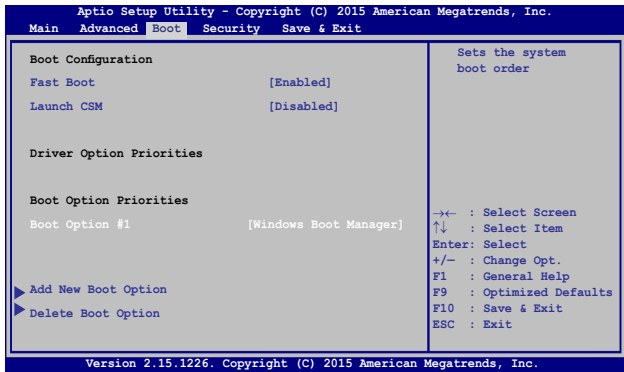 Aptio Setup Utility - Copyright (C) 2015 American Megatrends, Inc.
Main Advanced Boot Security Save & Exit
Boot Configuration
Fast Boot [Enabled]
Launch CSM [Disabled]
Driver Option Priorities
Boot Option Priorities
Boot Option #1 [Windows Boot Manager]
Add New Boot Option
Delete Boot Option
Sets the system
boot order
→← : Select Screen
↑↓ : Select Item
Enter: Select
+/— : Change Opt.
F1 : General Help
F9 : Optimized Defaults
F10 : Save & Exit
ESC : Exit
Version 2.15.1226. Copyright (C) 2015 American Megatrends, Inc.